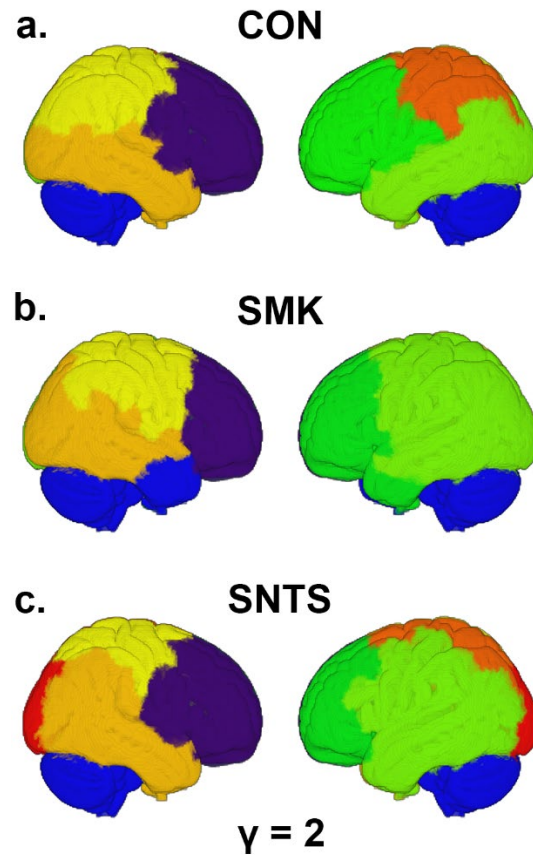 a.
CON
b.
SMK
c.
SNTS
γ = 2